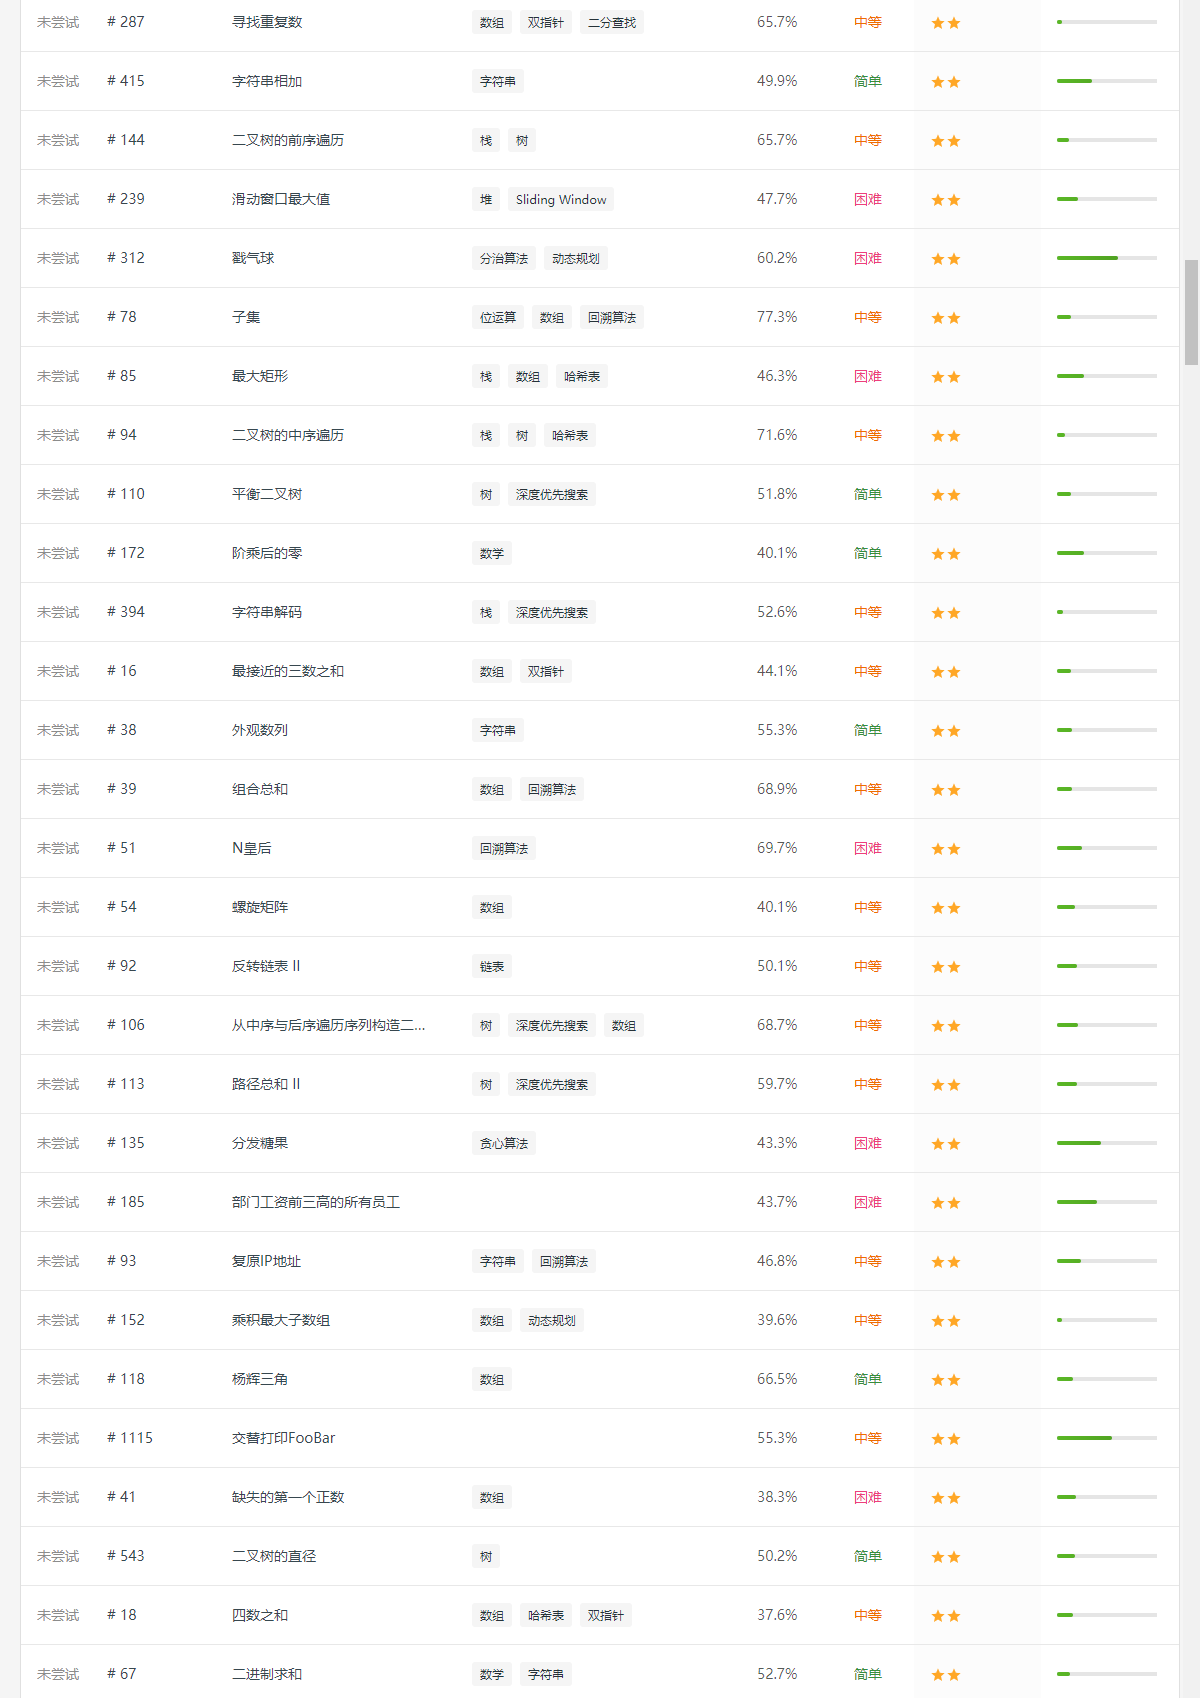 未尝试 # 287 寻找重复数 数组 双指针 二分查找 65.7% 中等
未尝试 # 415 字符串相加 字符串 49.9% 简单
未尝试 # 144 二叉树的前序遍历 栈 树 65.7% 中等
未尝试 # 239 滑动窗口最大值 堆 Sliding Window 47.7% 困难
未尝试 # 312 戳气球 分治算法 动态规划 60.2% 困难
未尝试 # 78 子集 位运算 数组 回溯算法 77.3% 中等
未尝试 # 85 最大矩形 栈 数组 哈希表 46.3% 困难
未尝试 # 94 二叉树的中序遍历 栈 树 哈希表 71.6% 中等
未尝试 # 110 平衡二叉树 树 深度优先搜索 51.8% 简单
未尝试 # 172 阶乘后的零 数学 40.1% 简单
未尝试 # 394 字符串解码 栈 深度优先搜索 52.6% 中等
未尝试 # 16 最接近的三数之和 数组 双指针 44.1% 中等
未尝试 # 38 外观数列 字符串 55.3% 简单
未尝试 # 39 组合总和 数组 回溯算法 68.9% 中等
未尝试 # 51 N皇后 回溯算法 69.7% 困难
未尝试 # 54 螺旋矩阵 数组 40.1% 中等
未尝试 # 92 反转链表 II 链表 50.1% 中等
未尝试 # 106 从中序与后序遍历序列构造二... 树 深度优先搜索 数组 68.7% 中等
未尝试 # 113 路径总和 II 树 深度优先搜索 59.7% 中等
未尝试 # 135 分发糖果 贪心算法 43.3% 困难
未尝试 # 185 部门工资前三高的所有员工 43.7% 困难
未尝试 # 93 复原IP地址 字符串 回溯算法 46.8% 中等
未尝试 # 152 乘积最大子数组 数组 动态规划 39.6% 中等
未尝试 # 118 杨辉三角 数组 66.5% 简单
未尝试 # 1115 交替打印FooBar 55.3% 中等
未尝试 # 41 缺失的第一个正数 数组 38.3% 困难
未尝试 # 543 二叉树的直径 树 50.2% 简单
未尝试 # 18 四数之和 数组 哈希表 双指针 37.6% 中等
未尝试 # 67 二进制求和 数学 字符串 52.7% 简单